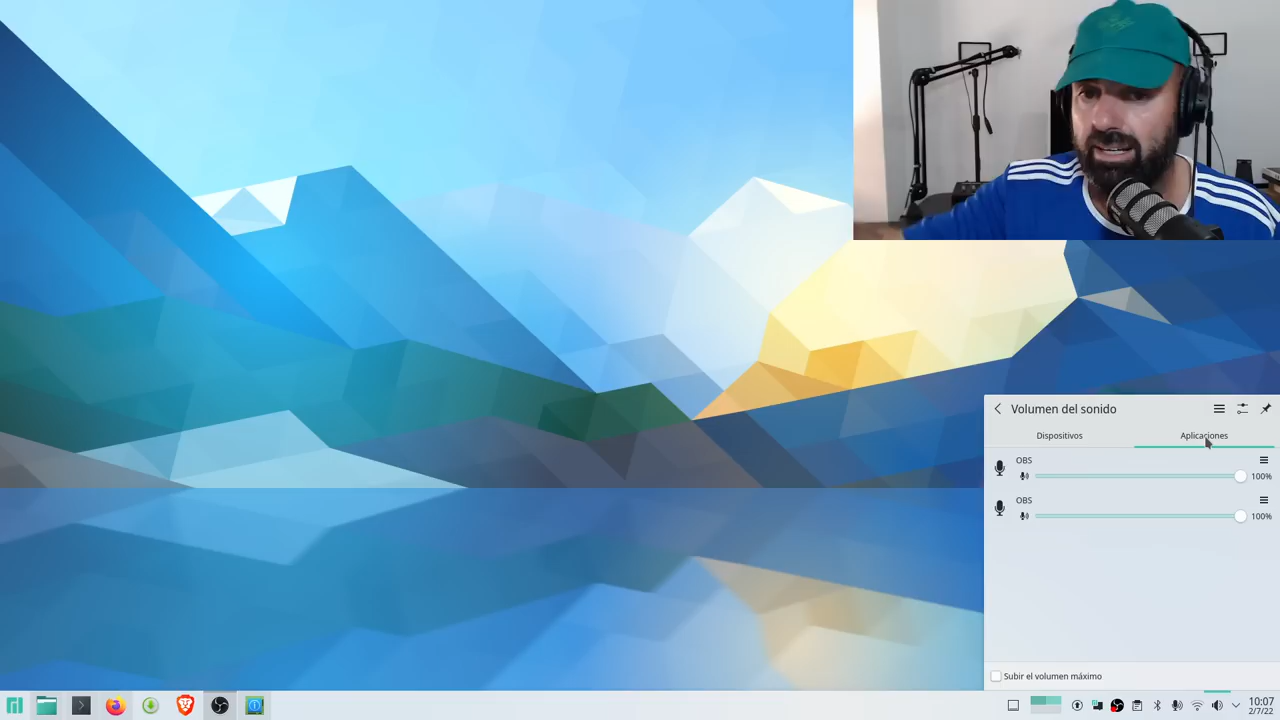 Volumen del sonido
Dispositivos
Aplicaciones
OBS
100%
OBS
100%
Subir el volumen máximo
10:07
2/7/22